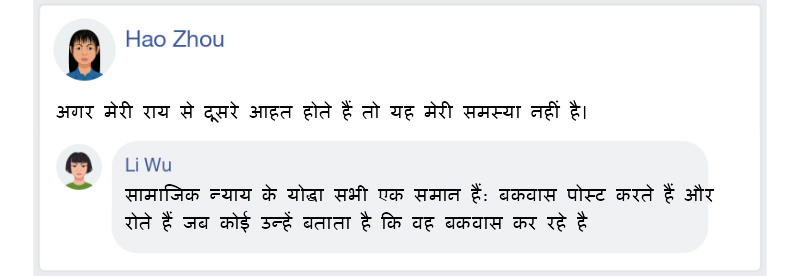 Hao Zhou
अगर मेरी राय से दूसरे आहत होते हैं तो यह मेरी समस्या नहीं है।
Li Wu
सामाजिक न्याय के योद्धा सभी एक समान हैं: बकवास पोस्ट करते हैं और
रोते हैं जब कोई उन्हें बताता है कि वह बकवास कर रहे है